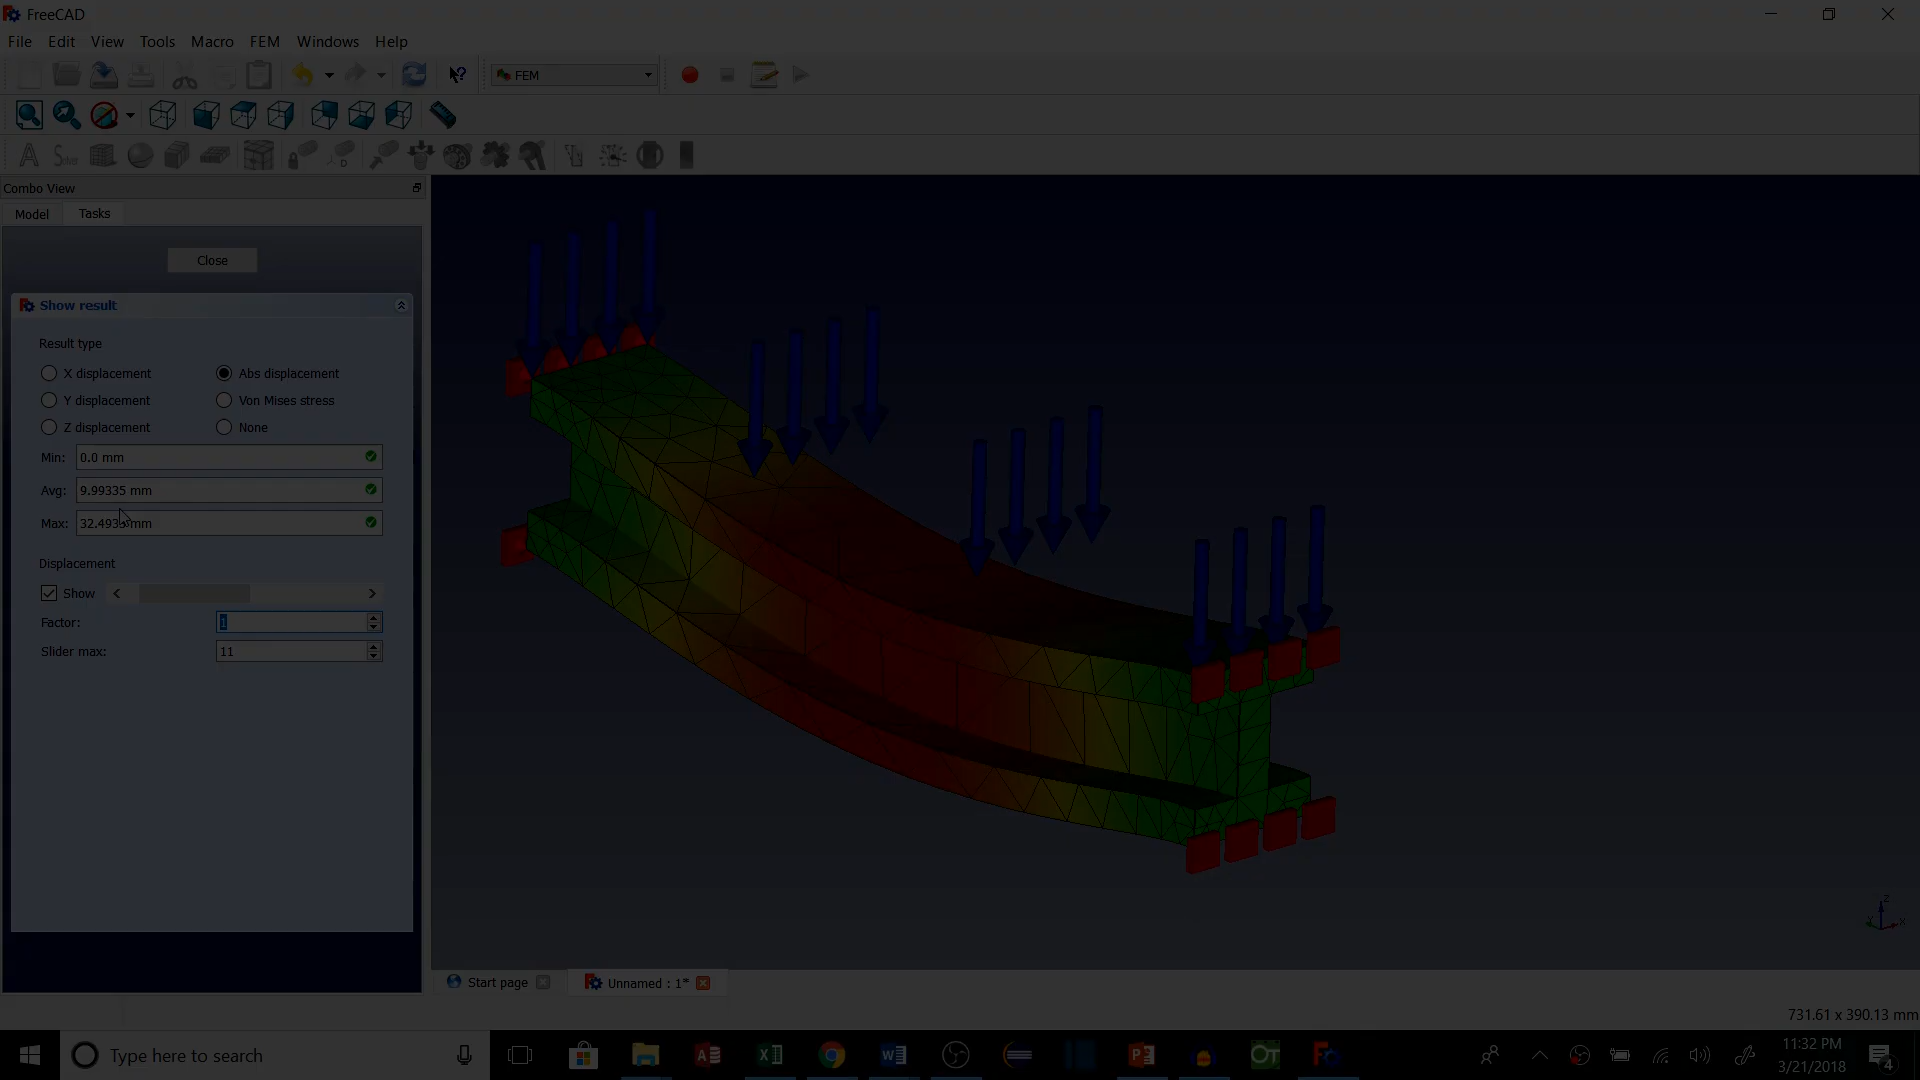 FreeCAD
File Edit View Tools Macro FEM Windows Help
FEM
Combo View
Model Tasks
Close
Show result
Result type
X displacement Abs displacement
Y displacement Von Mises stress
Z displacement None
Min: 0.0 mm
Avg: 9.99335 mm
Max: mm
Displacement
Show
Factor: 1
Slider max: 11
Start page Unnamed : 1*
731.61 x 390.13 mm
Type here to search
11:32 PM
3/21/2018
4